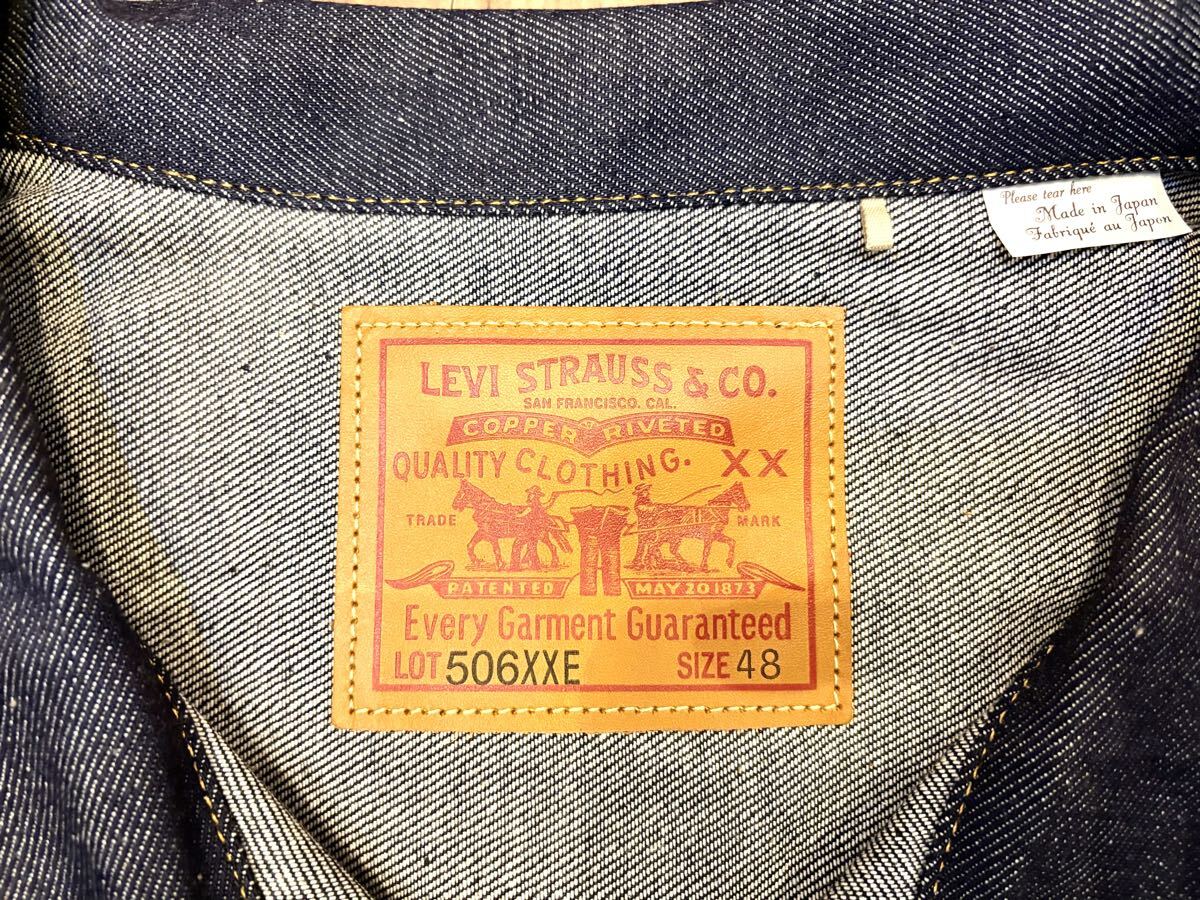 Please tear here
Made in Japan
Fabriqué au Japon
LEVI STRAUSS & CO.
SAN FRANCISCO. CAL.
COPPER RIVETED
QUALITY CLOTHING. XX
TRADE MARK
PATENTED MAY 20 1873
Every Garment Guaranteed
LOT 506XXE SIZE 48